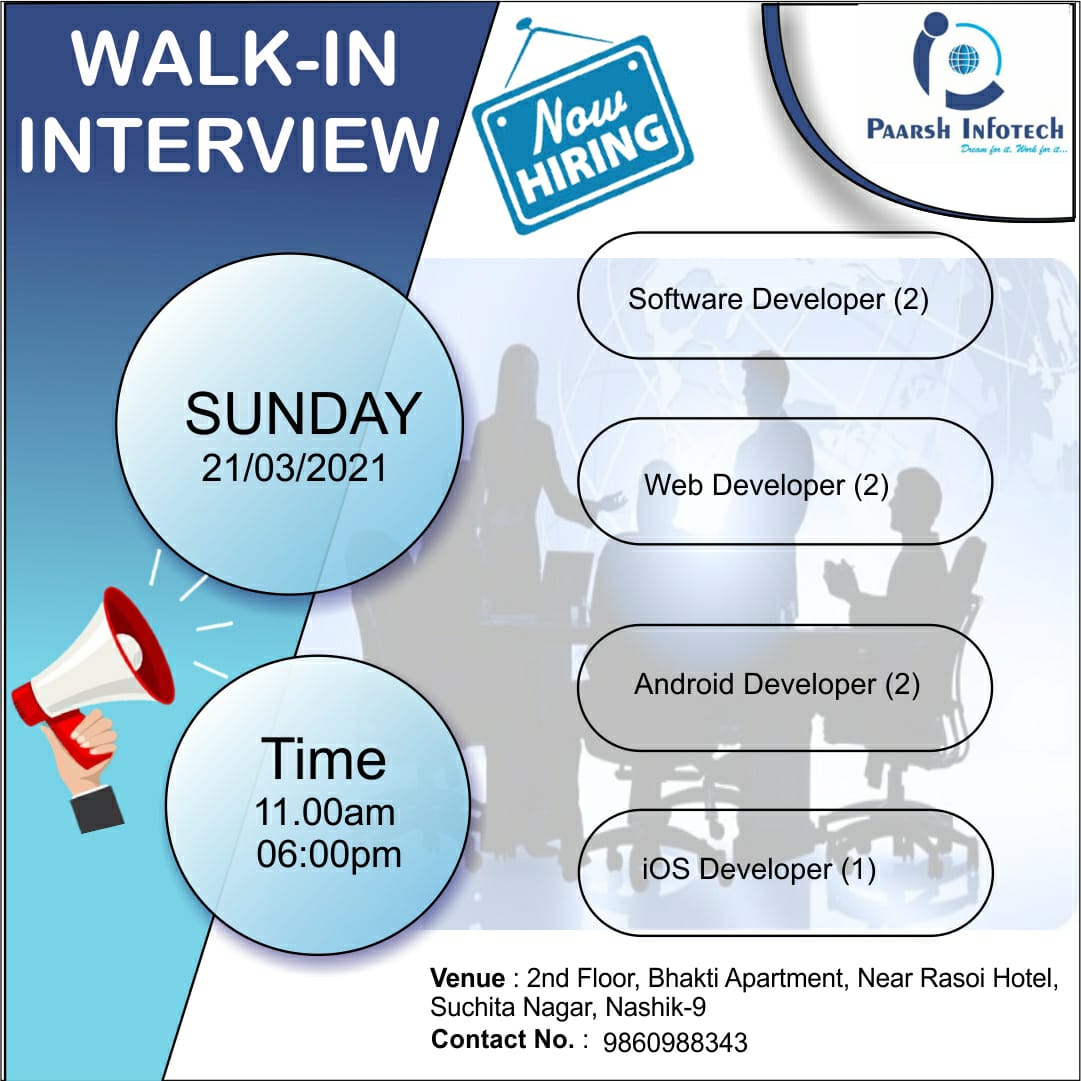 WALK-IN
INTERVIEW
Now
HIRING
PAARSH INFOTECH
Dream for it. Work for it...
SUNDAY
21/03/2021
Time
11.00am
06:00pm
Software Developer (2)
Web Developer (2)
Android Developer (2)
iOS Developer (1)
Venue : 2nd Floor, Bhakti Apartment, Near Rasoi Hotel,
Suchita Nagar, Nashik-9
Contact No. : 9860988343